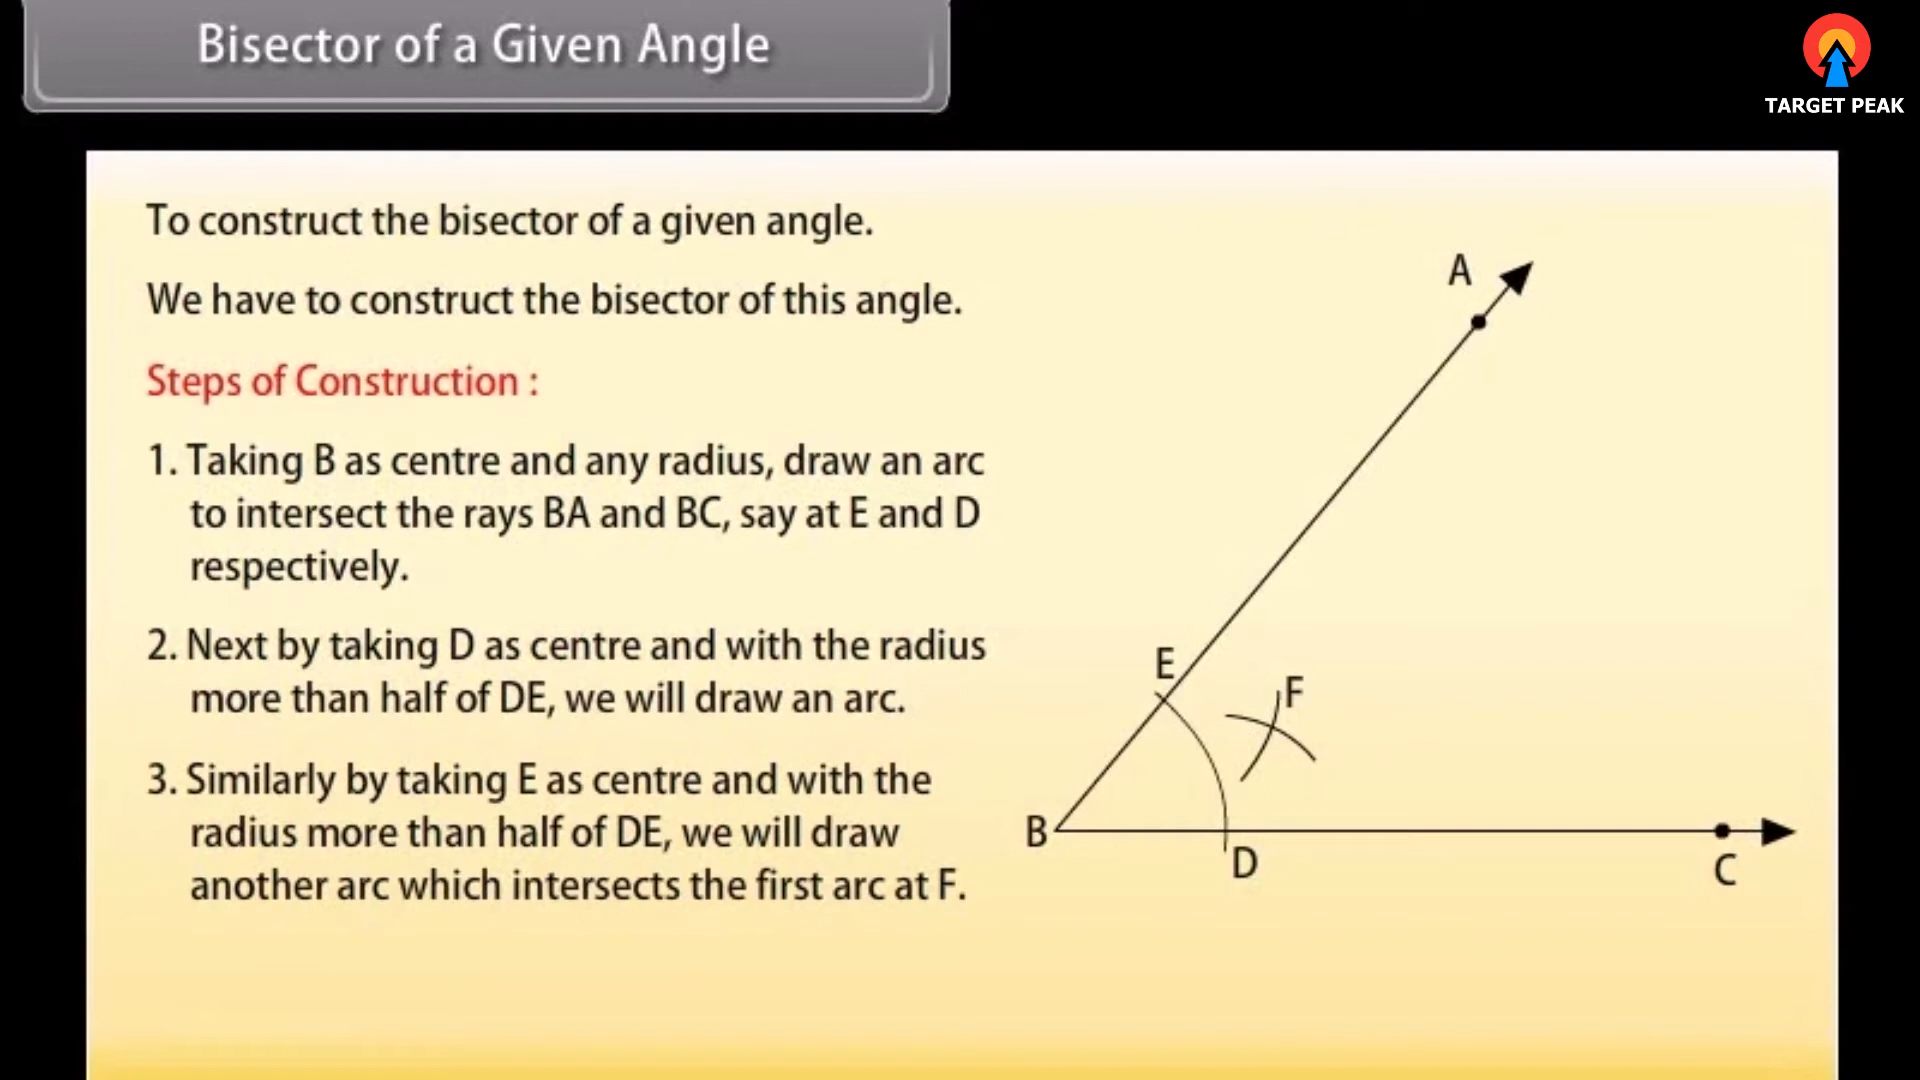 Bisector of a Given Angle
TARGET PEAK
To construct the bisector of a given angle.
We have to construct the bisector of this angle.
Steps of Construction :
1. Taking B as centre and any radius, draw an arc
to intersect the rays BA and BC, say at E and D
respectively.
2. Next by taking D as centre and with the radius
more than half of DE, we will draw an arc.
3. Similarly by taking E as centre and with the
radius more than half of DE, we will draw
another arc which intersects the first arc at F.
A
E
F
B
D
C